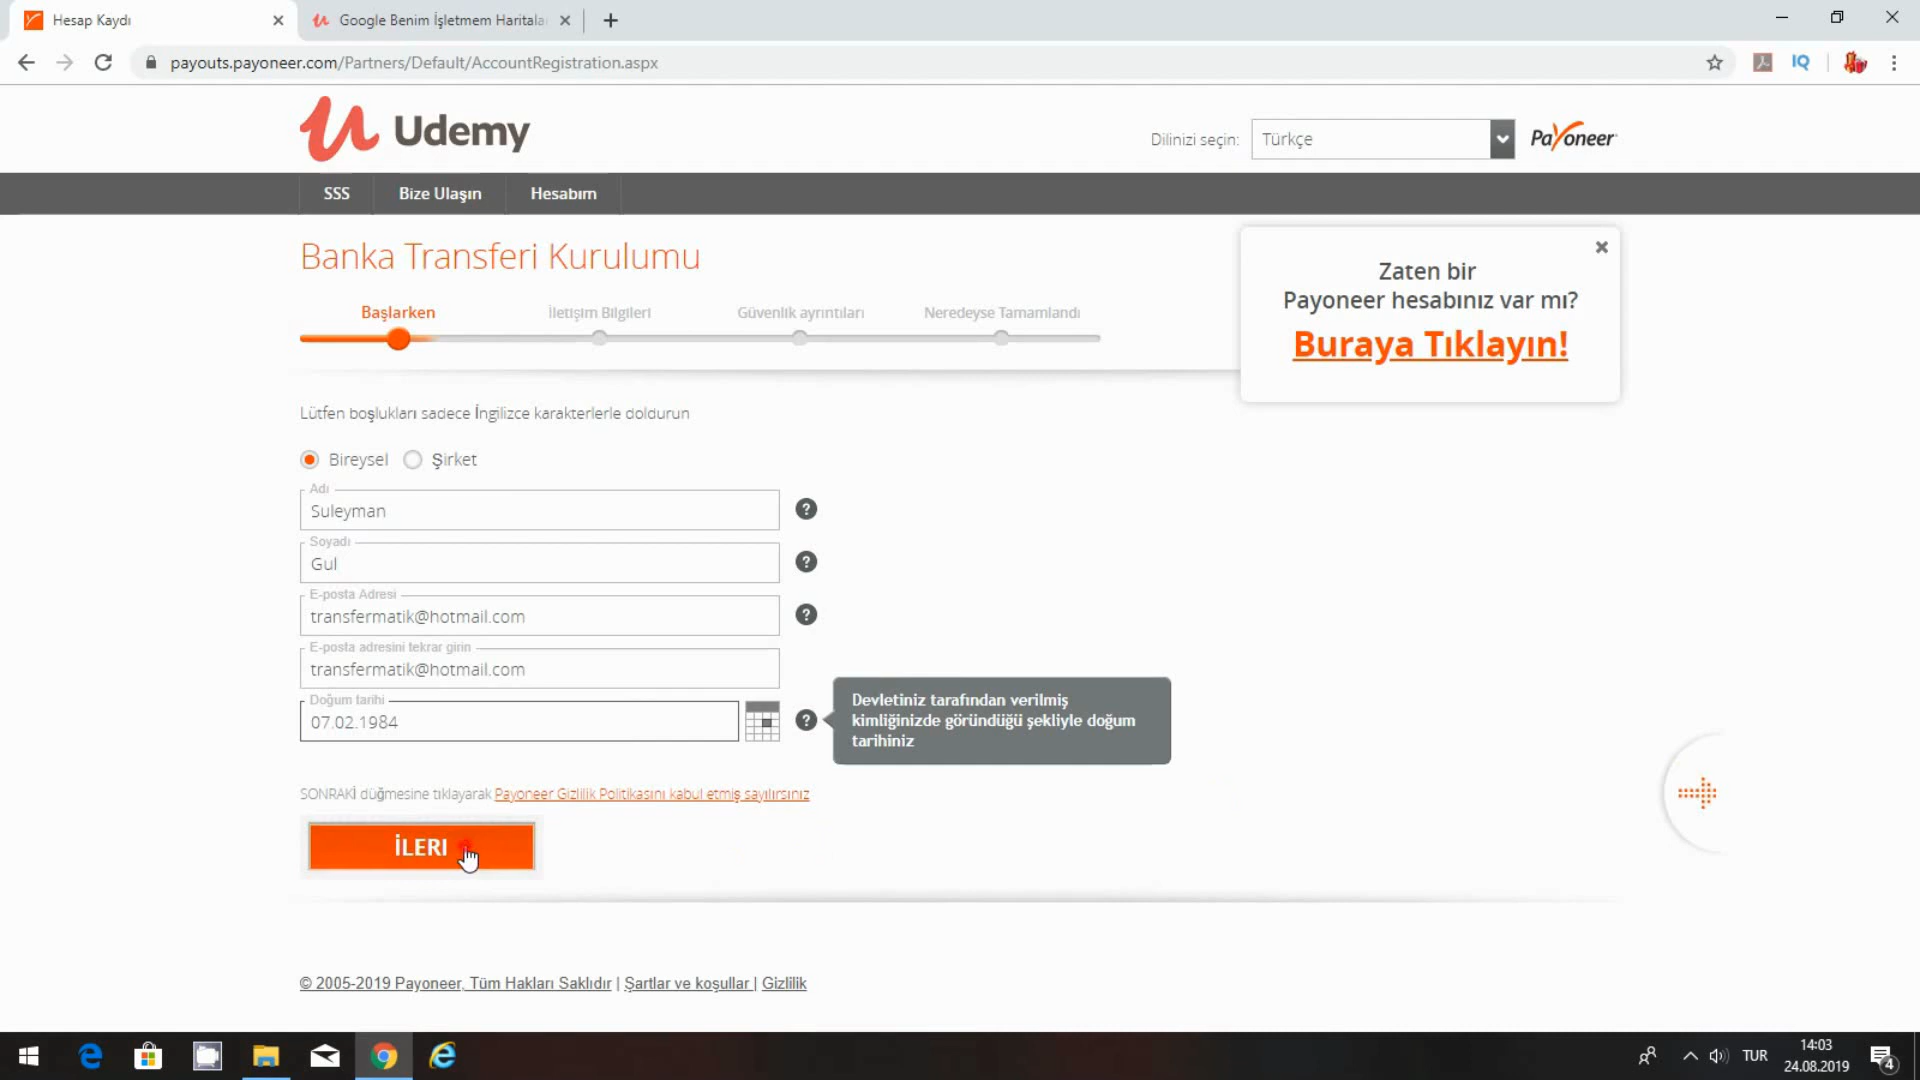 Hesap Kaydı
Google Benim İşletmem Haritala
payouts.payoneer.com/Partners/Default/AccountRegistration.aspx
IQ
Udemy
Dilinizi seçin:
Türkçe
Payoneer
SSS
Bize Ulaşın
Hesabım
Banka Transferi Kurulumu
Başlarken
İletişim Bilgileri
Güvenlik ayrıntıları
Neredeyse Tamamlandı
Zaten bir
Payoneer hesabınız var mı?
Buraya Tıklayın!
Lütfen boşlukları sadece İngilizce karakterlerle doldurun
Bireysel
Şirket
Adı
Suleyman
?
Soyadı
Gul
?
E-posta Adresi
transfermatik@hotmail.com
?
E-posta adresini tekrar girin
transfermatik@hotmail.com
Doğum tarihi
07.02.1984
?
Devletiniz tarafından verilmiş
kimliğinizde göründüğü şekliyle doğum
tarihiniz
SONRAKİ düğmesine tıklayarak Payoneer Gizlilik Politikasını kabul etmiş sayılırsınız
İLERI
© 2005-2019 Payoneer, Tüm Hakları Saklıdır | Şartlar ve koşullar | Gizlilik
TUR
14:03
24.08.2019
4